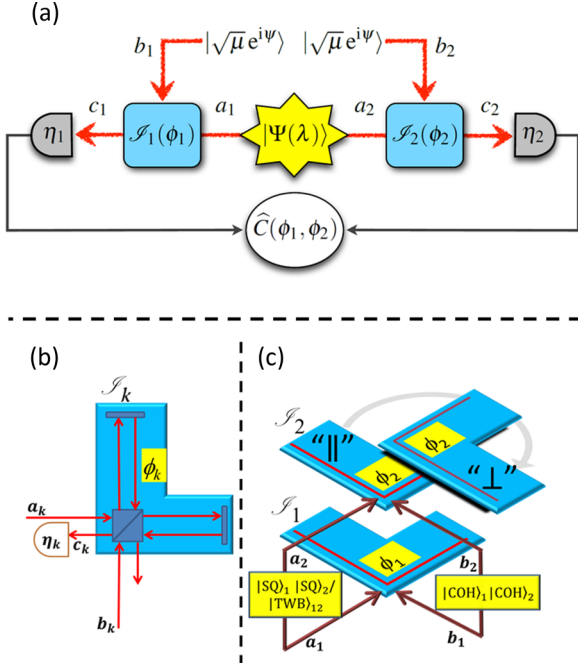 (a)
b₁ |√μ e^{iψ}⟩ |√μ e^{iψ}⟩ b₂
η₁ c₁ ℐ₁(ϕ₁) a₁ |Ψ(λ)⟩ a₂ ℐ₂(ϕ₂) c₂ η₂
Ĉ(ϕ₁,ϕ₂)
(b)
ℐₖ
ϕₖ
aₖ
ηₖ cₖ
bₖ
(c)
ℐ₂ “||” ϕ₂ ϕ₂ “⊥”
ℐ₁ ϕ₁
a₂ b₂
|SQ⟩₁ |SQ⟩₂/
|TWB⟩₁₂
|COH⟩₁|COH⟩₂
a₁ b₁